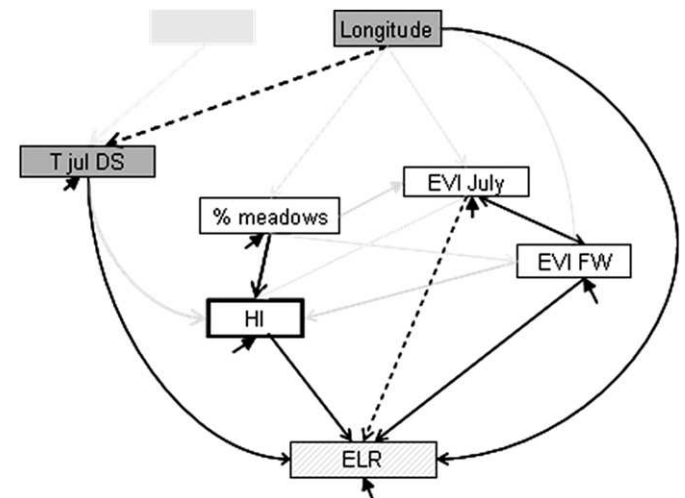 Longitude
T jul DS
EVI July
% meadows
EVI FW
HI
ELR